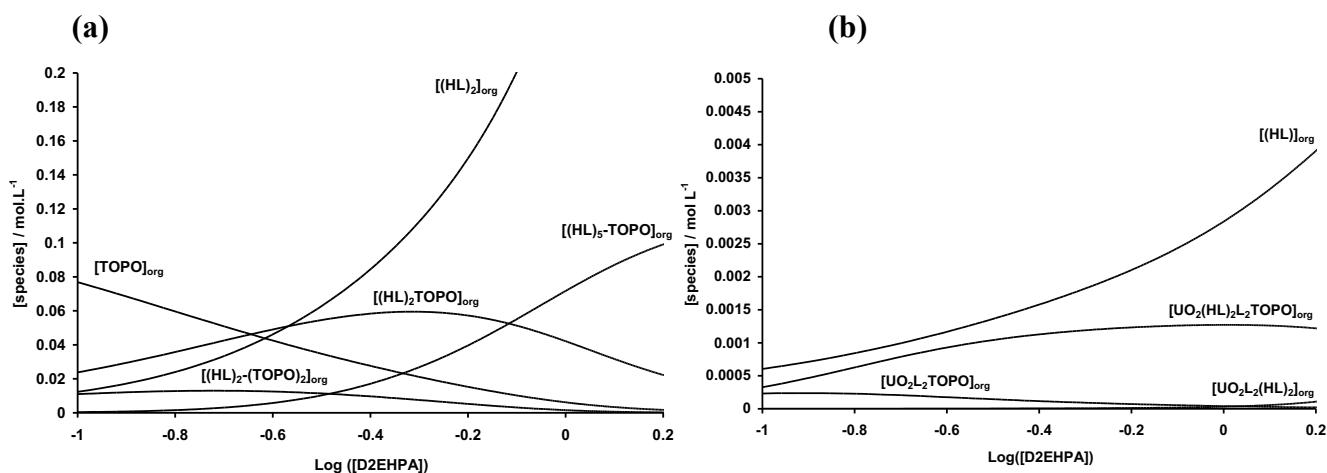 (a)
[species] / mol.L⁻¹
0.2
0.18
0.16
0.14
0.12
0.1
0.08
0.06
0.04
0.02
0
[(HL)₂]org
[(HL)₅-TOPO]org
[TOPO]org
[(HL)₂TOPO]org
[(HL)₂-(TOPO)₂]org
-1 -0.8 -0.6 -0.4 -0.2 0 0.2
Log ([D2EHPA])
(b)
[species] / mol L⁻¹
0.005
0.0045
0.004
0.0035
0.003
0.0025
0.002
0.0015
0.001
0.0005
0
[(HL)]org
[UO₂(HL)₂L₂TOPO]org
[UO₂L₂TOPO]org
[UO₂L₂(HL)₂]org
-1 -0.8 -0.6 -0.4 -0.2 0 0.2
Log([D2EHPA])